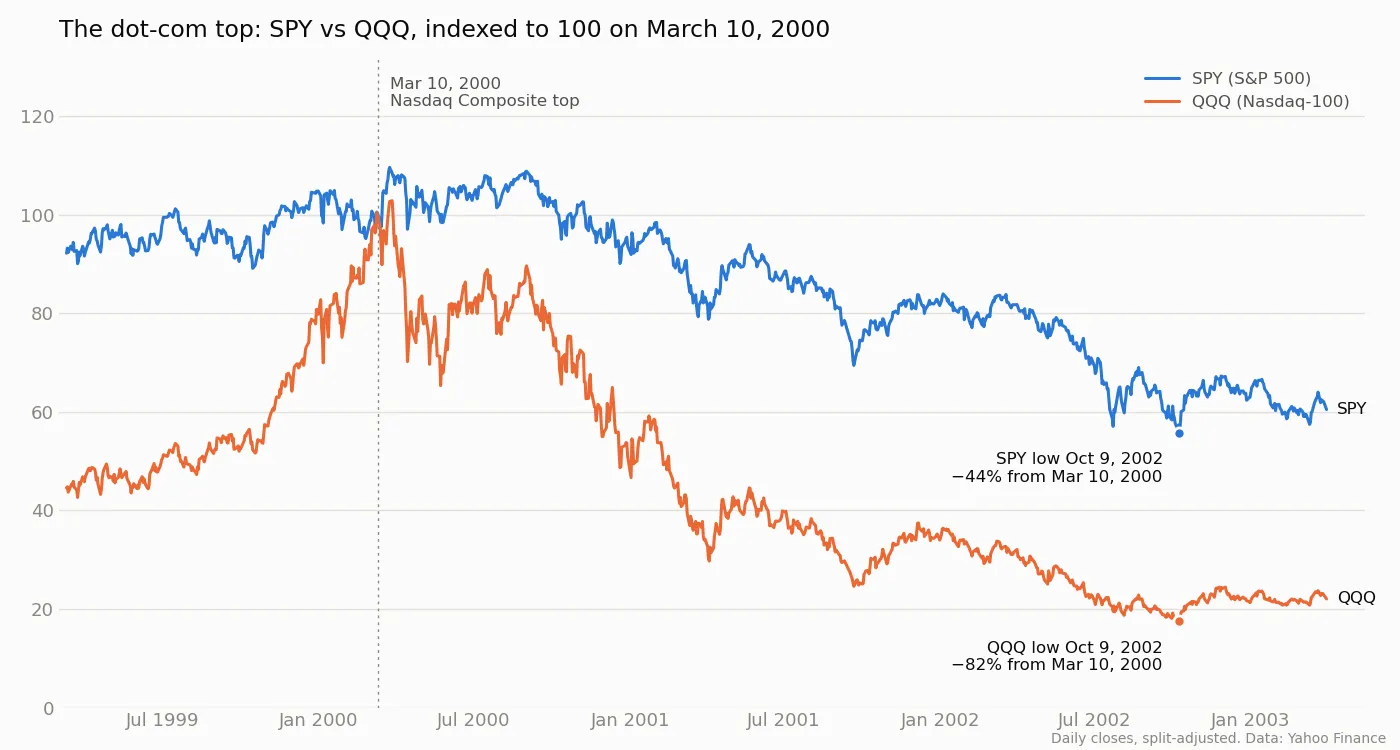 The dot-com top: SPY vs QQQ, indexed to 100 on March 10, 2000
Mar 10, 2000
Nasdaq Composite top
SPY (S&P 500)
QQQ (Nasdaq-100)
120
100
80
60
40
20
0
SPY
SPY low Oct 9, 2002
−44% from Mar 10, 2000
QQQ
QQQ low Oct 9, 2002
−82% from Mar 10, 2000
Jul 1999
Jan 2000
Jul 2000
Jan 2001
Jul 2001
Jan 2002
Jul 2002
Jan 2003
Daily closes, split-adjusted. Data: Yahoo Finance